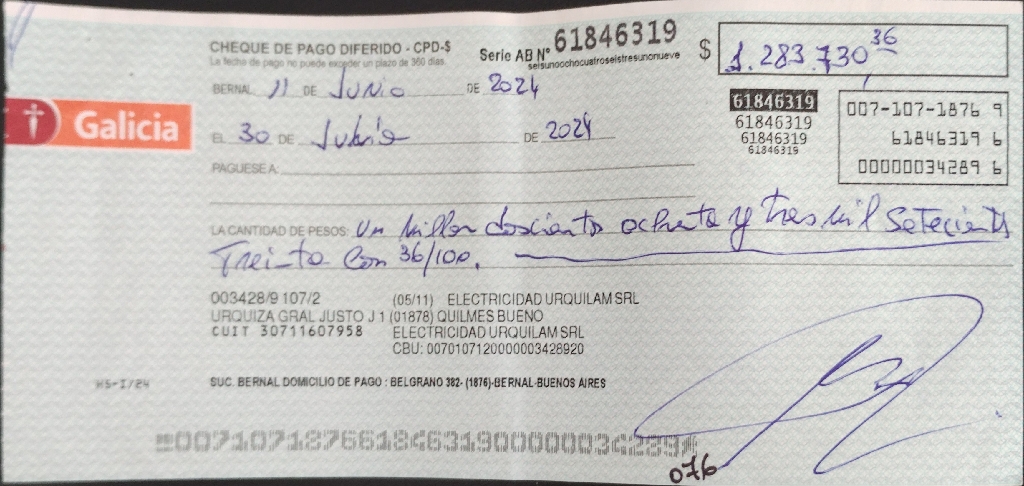 CHEQUE DE PAGO DIFERIDO - CPD-$
La fecha de pago no puede exceder un plazo de 360 días
Serie AB Nº 61846319
seisunoochocuatroseistresunonueve
$ 1.283.730 36
BERNAL, 11 DE Junio DE 2024
61846319
61846319
61846319
61846319
007-107-1876 9
61846319 6
00000034289 6
Galicia
EL 30 DE Julio DE 2024
PAGUESE A:
LA CANTIDAD DE PESOS: Un millon doscientos ochenta y tres mil setecientos
Treinta con 36/100.
003428/9 107/2 (05/11) ELECTRICIDAD URQUILAM SRL
URQUIZA GRAL JUSTO J 1 (01878) QUILMES BUENO
CUIT 30711607958 ELECTRICIDAD URQUILAM SRL
CBU: 0070107120000003428920
HS-I/24
SUC. BERNAL DOMICILIO DE PAGO : BELGRANO 382- (1876)-BERNAL-BUENOS AIRES
00710718766184631900000034289
076